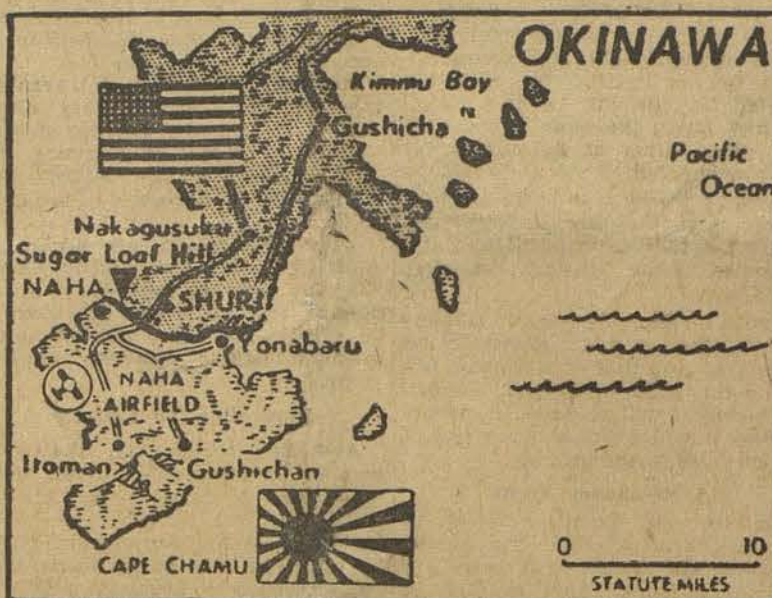 OKINAWA
Kimmu Bay
Gushicha
Pacific
Ocean
Nakagusuku
Sugar Loaf Hill
NAHA
SHURI
Yonabaru
NAHA
AIRFIELD
Itoman
Gushichan
CAPE CHAMU
0 10
STATUTE MILES